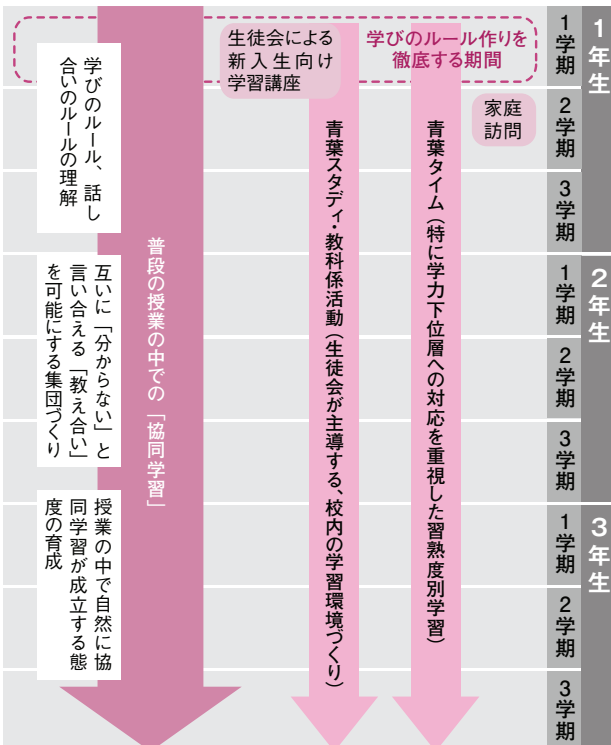 1年生
1学期
2学期
3学期
2年生
1学期
2学期
3学期
3年生
1学期
2学期
3学期
学びのルール作りを
徹底する期間
家庭
訪問
青葉タイム（特に学力下位層への対応を重視した習熟度別学習）
生徒会による
新入生向け
学習講座
青葉スタディ・教科係活動（生徒会が主導する、校内の学習環境づくり）
普段の授業の中での「協同学習」
学びのルール、話し
合いのルールの理解
互いに「分からない」と
言い合える「教え合い」
を可能にする集団づくり
授業の中で自然に協
同学習が成立する態
度の育成